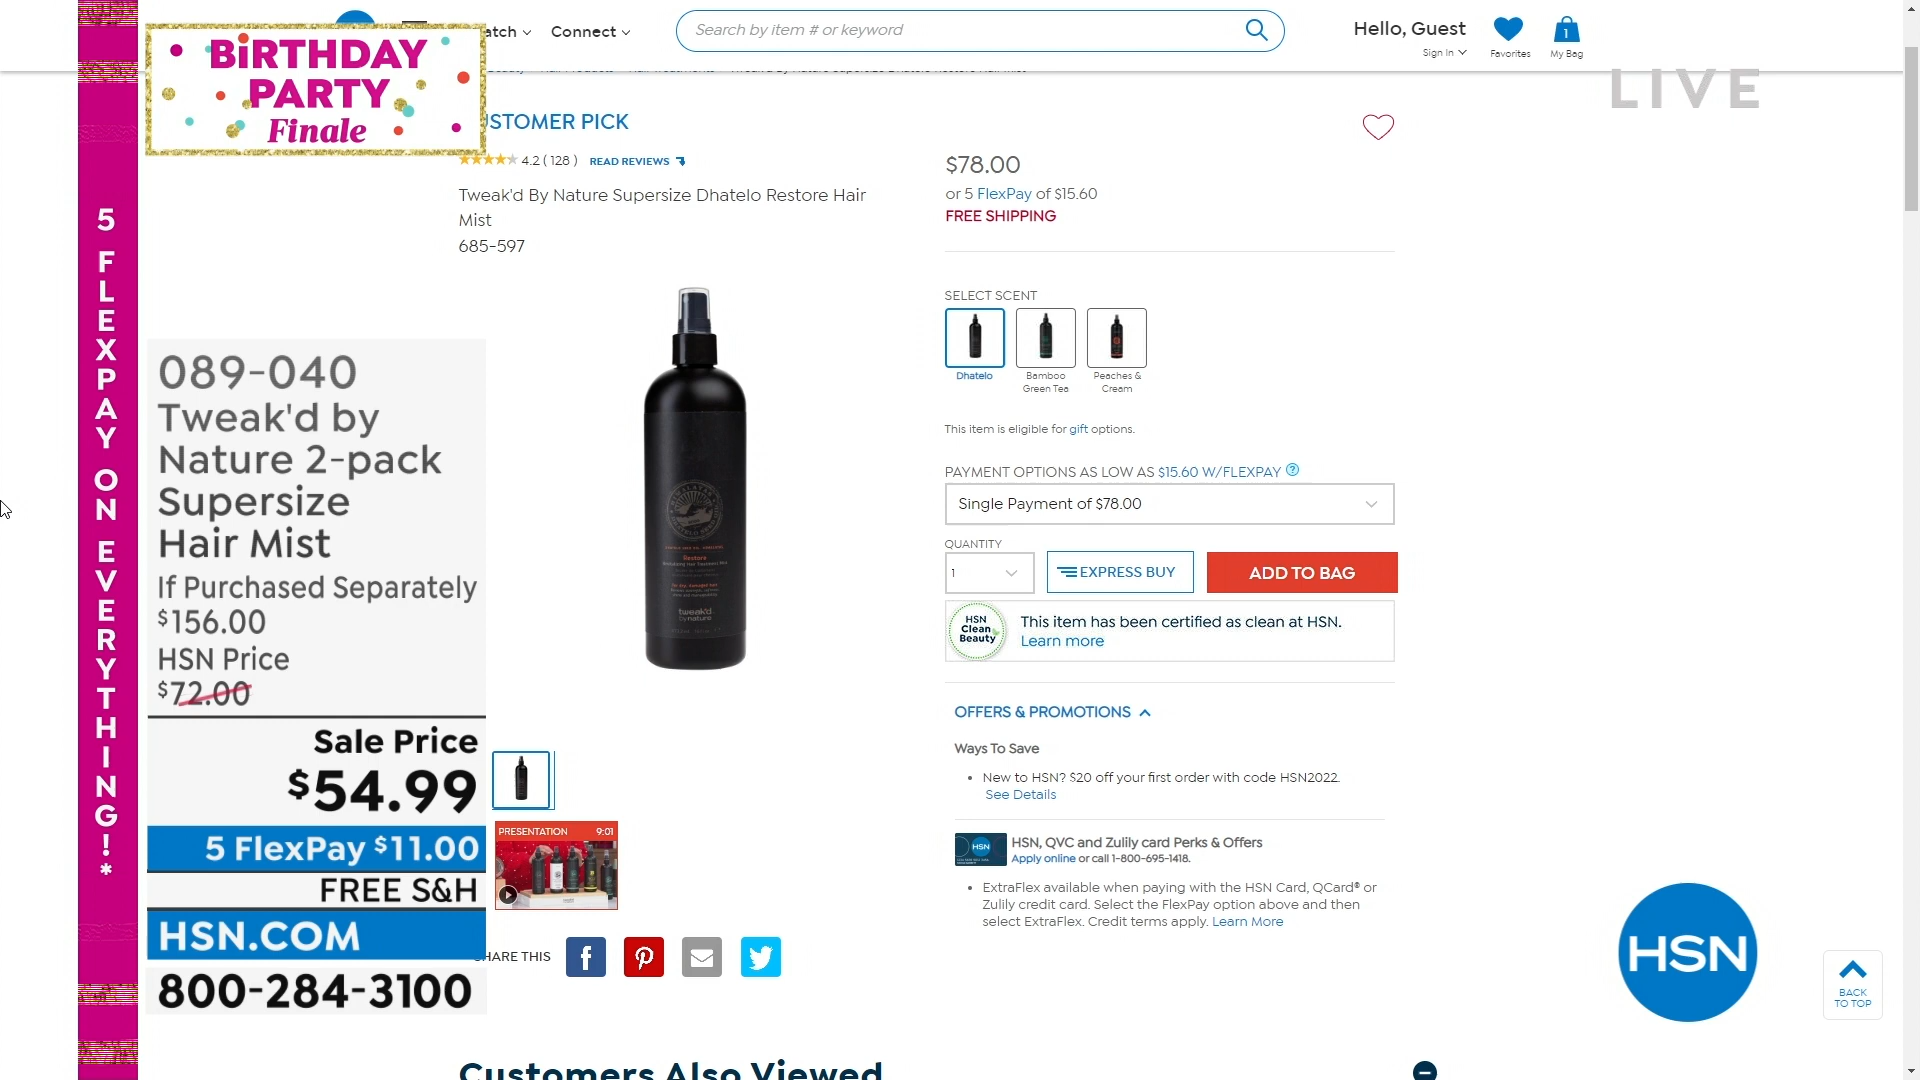 BiRTHDAY
PARTY
Finale
atch
Connect
Search by item # or keyword
Hello, Guest
Sign In
Favorites
1
My Bag
LIVE
5 FLEXPAY ON EVERYTHING!*
STOMER PICK
4.2 ( 128 )
READ REVIEWS
Tweak'd By Nature Supersize Dhatelo Restore Hair
Mist
685-597
$78.00
or 5 FlexPay of $15.60
FREE SHIPPING
SELECT SCENT
Dhatelo
Bamboo
Green Tea
Peaches &
Cream
This item is eligible for gift options.
PAYMENT OPTIONS AS LOW AS $15.60 W/FLEXPAY ?
Single Payment of $78.00
QUANTITY
1
EXPRESS BUY
ADD TO BAG
HSN
Clean
Beauty
This item has been certified as clean at HSN.
Learn more
OFFERS & PROMOTIONS
Ways To Save
• New to HSN? $20 off your first order with code HSN2022.
See Details
HSN
HSN, QVC and Zulily card Perks & Offers
Apply online or call 1-800-695-1418.
• ExtraFlex available when paying with the HSN Card, QCard® or
Zulily credit card. Select the FlexPay option above and then
select ExtraFlex. Credit terms apply. Learn More
089-040
Tweak'd by
Nature 2-pack
Supersize
Hair Mist
If Purchased Separately
$156.00
HSN Price
$72.00
Sale Price
$54.99
5 FlexPay $11.00
FREE S&H
HSN.COM
800-284-3100
Restore
tweak'd
by nature
PRESENTATION 9:01
HARE THIS
HSN
BACK
TO TOP
Customers Also Viewed